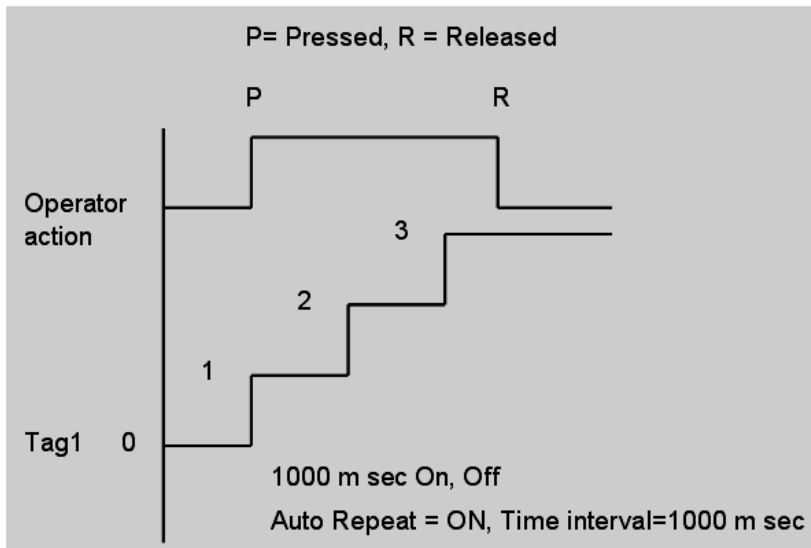 P= Pressed, R = Released
P
R
Operator
action
3
2
1
Tag1 0
1000 m sec On, Off
Auto Repeat = ON, Time interval=1000 m sec